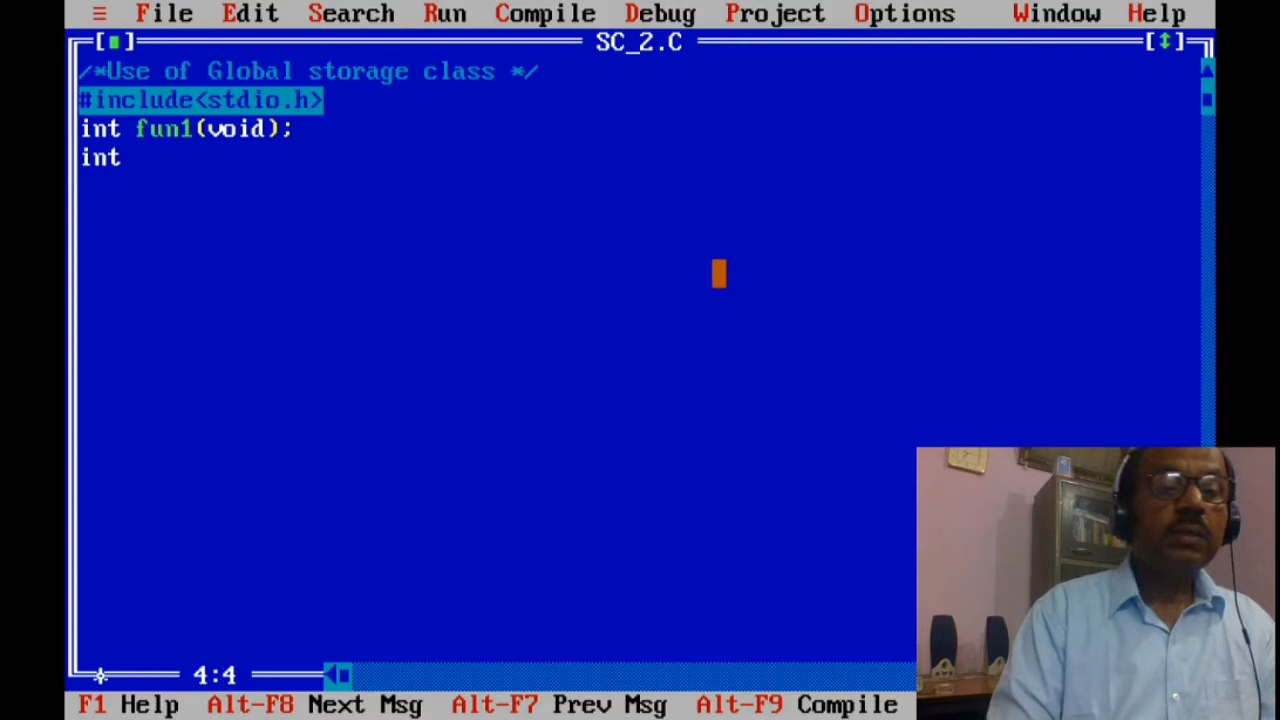 ≡ File Edit Search Run Compile Debug Project Options Window Help
SC_2.C
/*Use of Global storage class */
#include<stdio.h>
int fun1(void);
int
4:4
F1 Help Alt-F8 Next Msg Alt-F7 Prev Msg Alt-F9 Compile